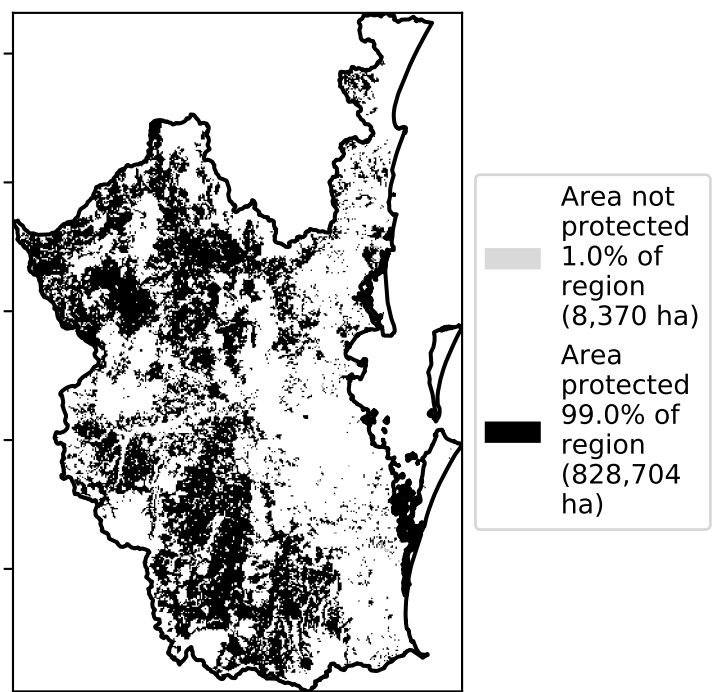 Area not
protected
1.0% of
region
(8,370 ha)
Area
protected
99.0% of
region
(828,704
ha)